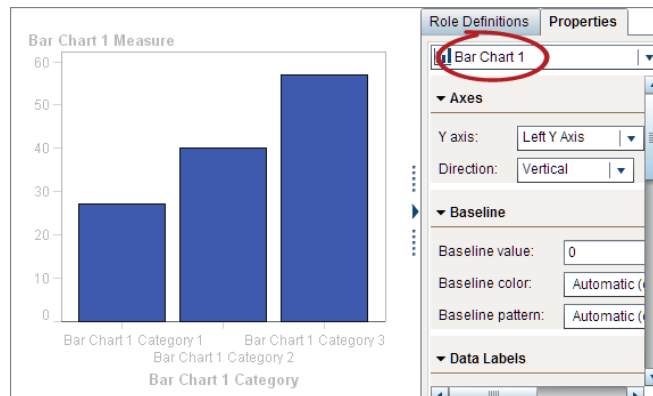 Bar Chart 1 Measure
60
50
40
30
20
10
0
Bar Chart 1 Category 1
Bar Chart 1 Category 2
Bar Chart 1 Category 3
Bar Chart 1 Category
Role Definitions
Properties
Bar Chart 1
Axes
Y axis: Left Y Axis
Direction: Vertical
Baseline
Baseline value: 0
Baseline color: Automatic (
Baseline pattern: Automatic (
Data Labels